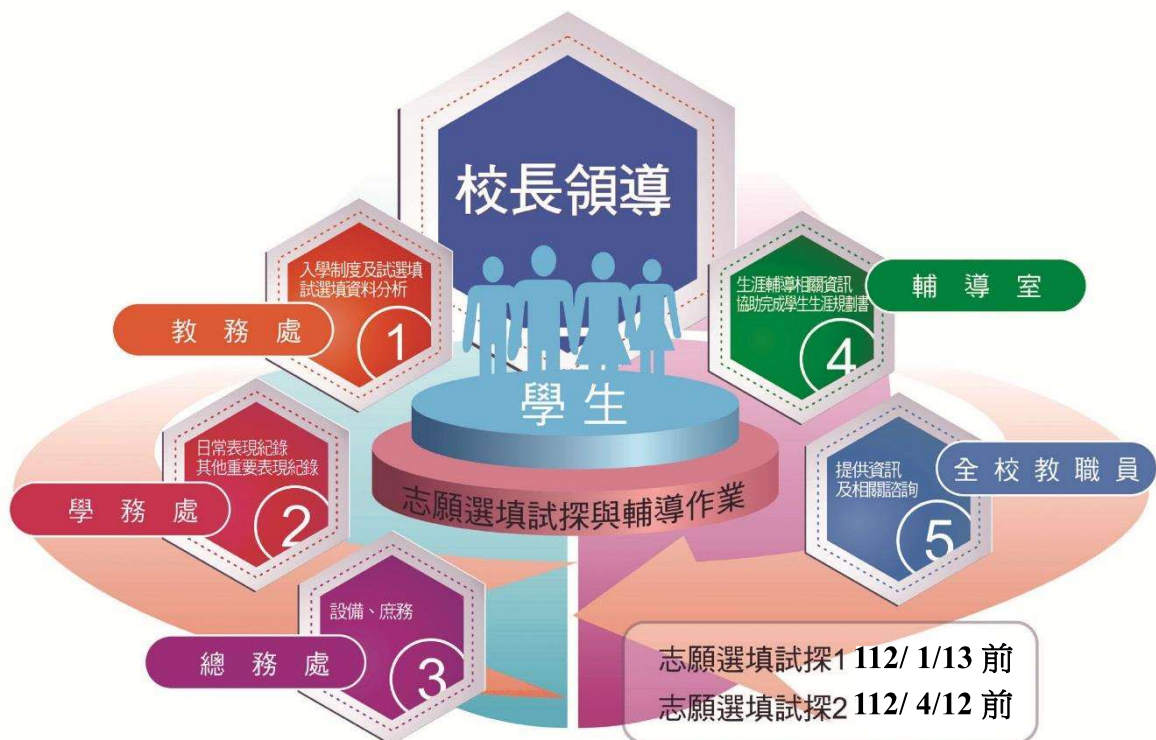 校長領導
入學制度及試選填
試選填資料分析
1
教務處
生涯輔導相關資訊
協助完成學生生涯規劃書
4
輔導室
學生
志願選填試探與輔導作業
日常表現紀錄
其他重要表現紀錄
2
學務處
提供資訊
及相關諮詢
5
全校教職員
設備、庶務
3
總務處
志願選填試探1 112/ 1/13 前
志願選填試探2 112/ 4/12 前